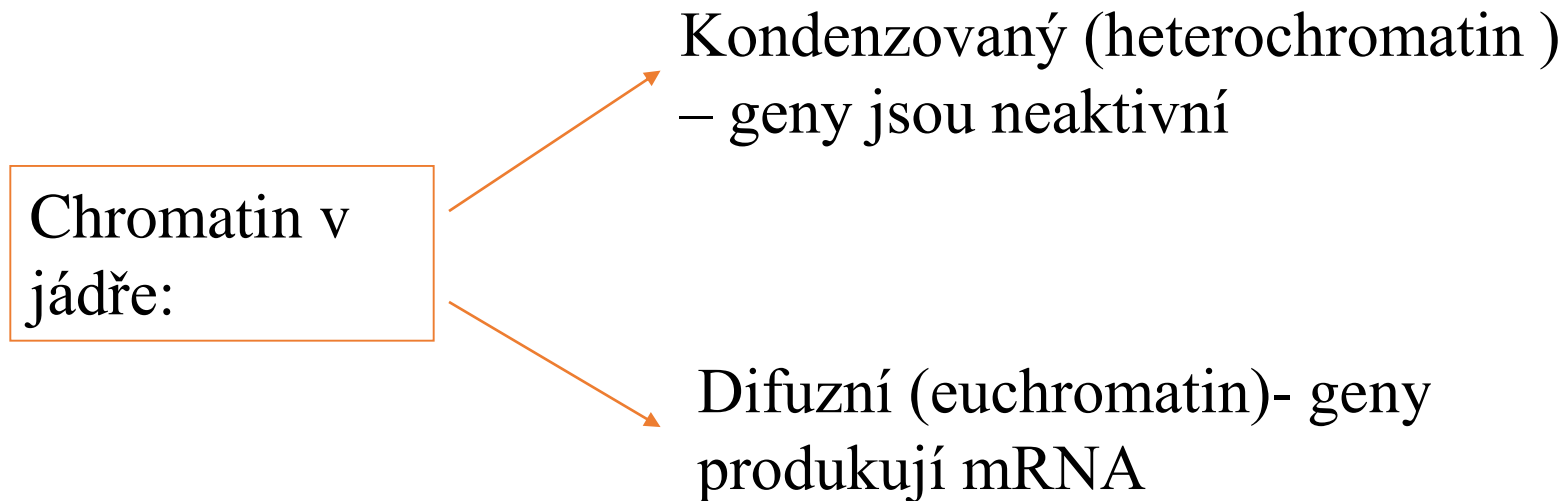 Kondenzovaný (heterochromatin )
– geny jsou neaktivní
Chromatin v
jádře:
Difuzní (euchromatin)- geny
produkují mRNA